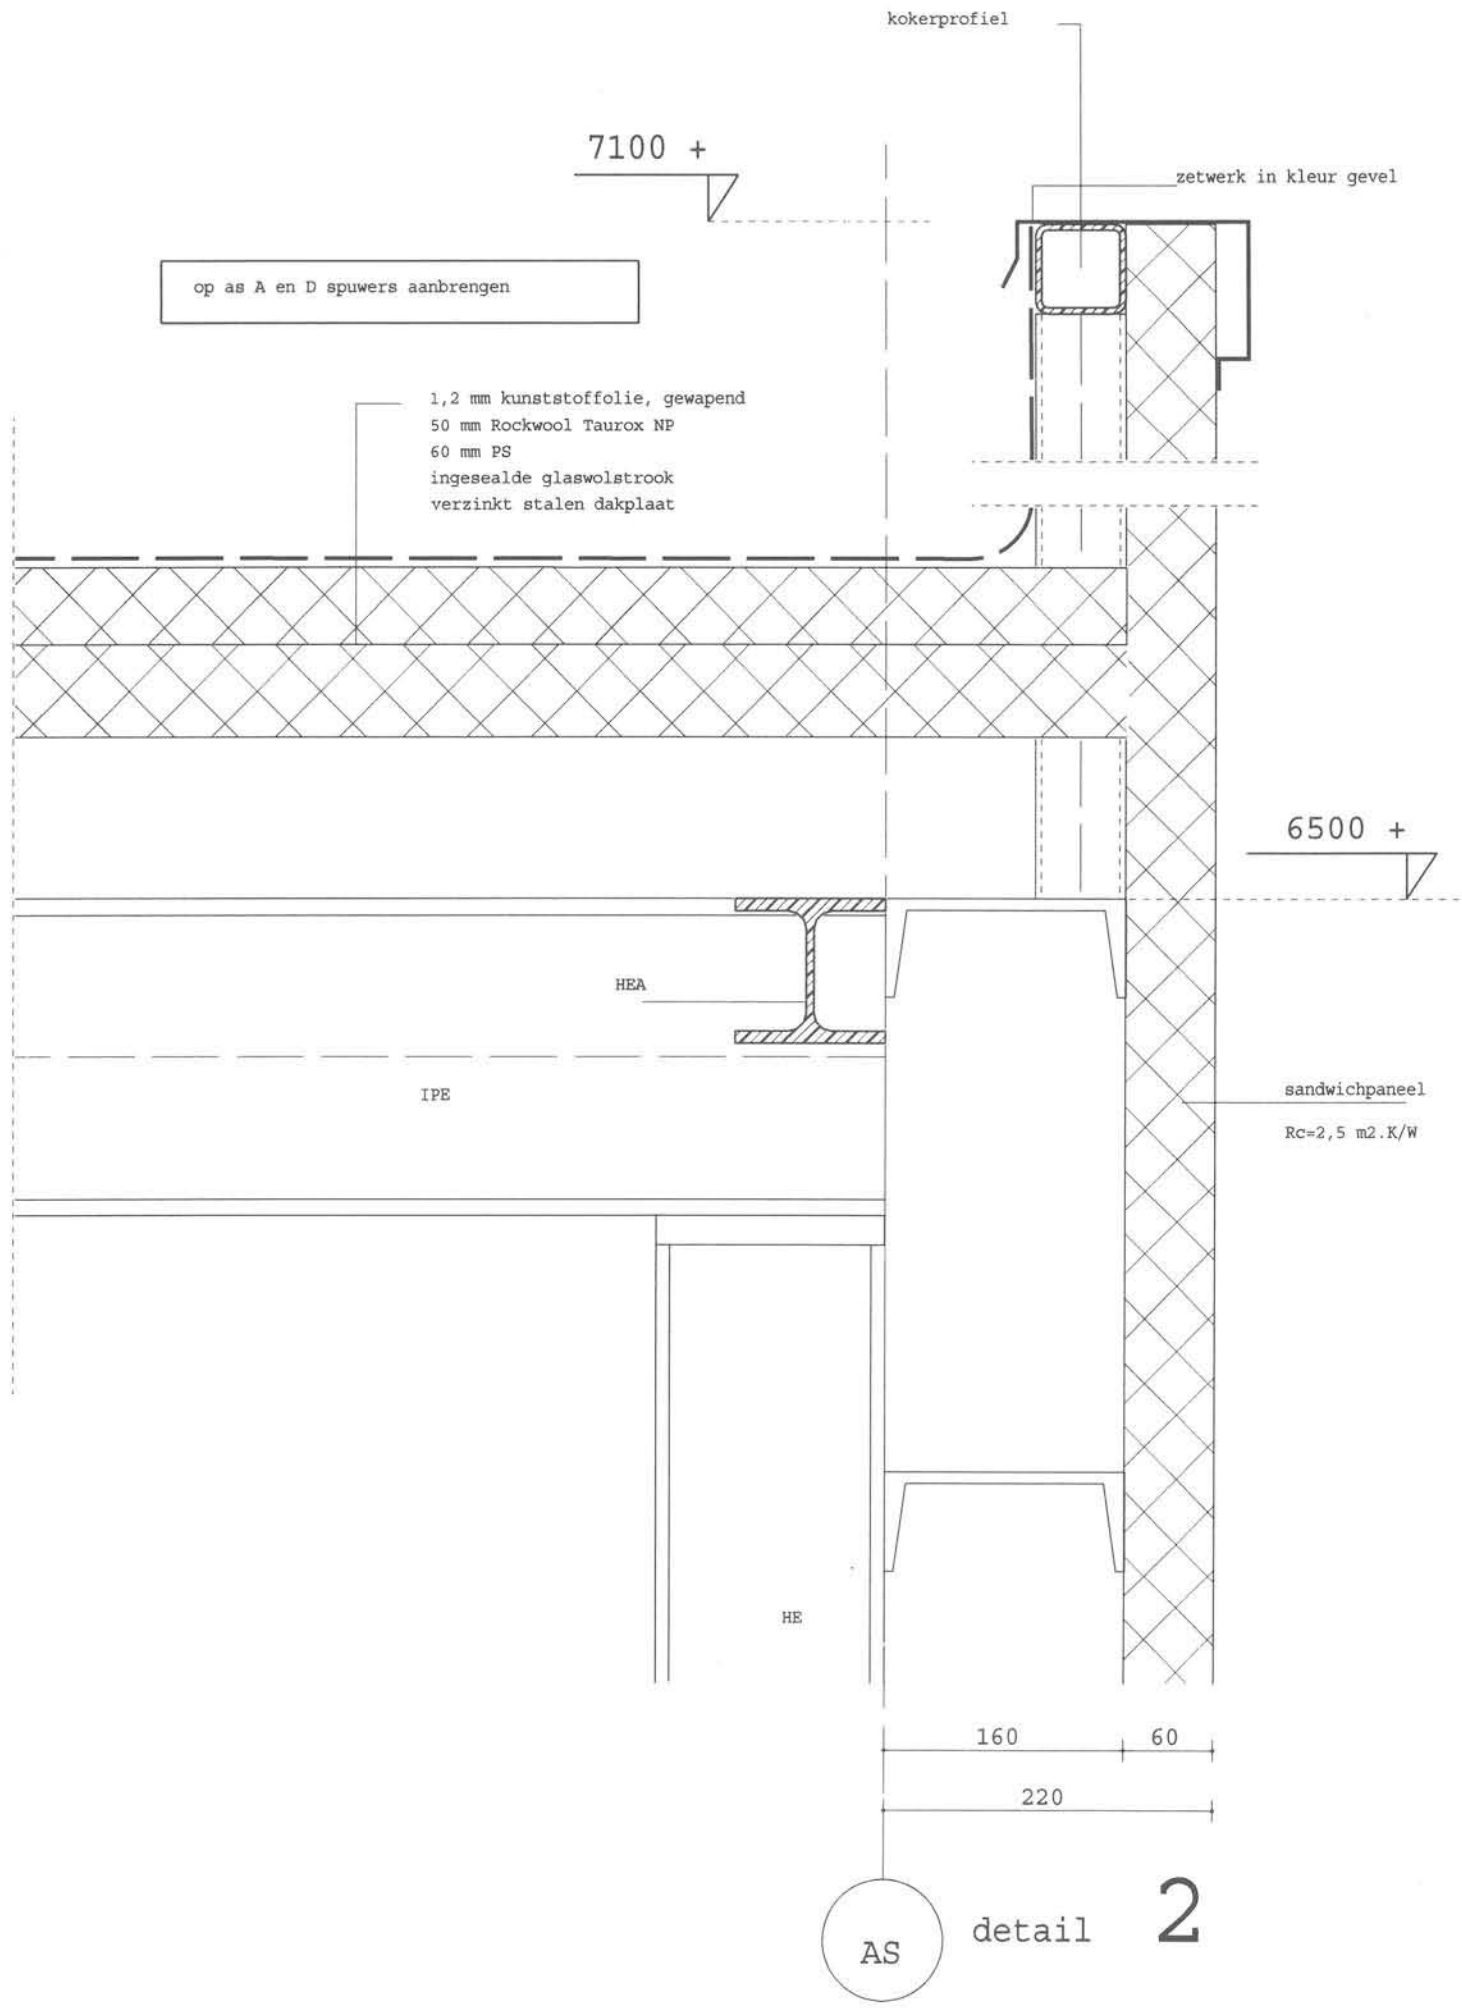 kokerprofiel
7100 +
zetwerk in kleur gevel
op as A en D spuwers aanbrengen
1,2 mm kunststoffolie, gewapend
50 mm Rockwool Taurox NP
60 mm PS
ingesealde glaswolstrook
verzinkt stalen dakplaat
6500 +
HEA
IPE
sandwichpaneel
Rc=2,5 m2.K/W
HE
160
60
220
AS
detail 2